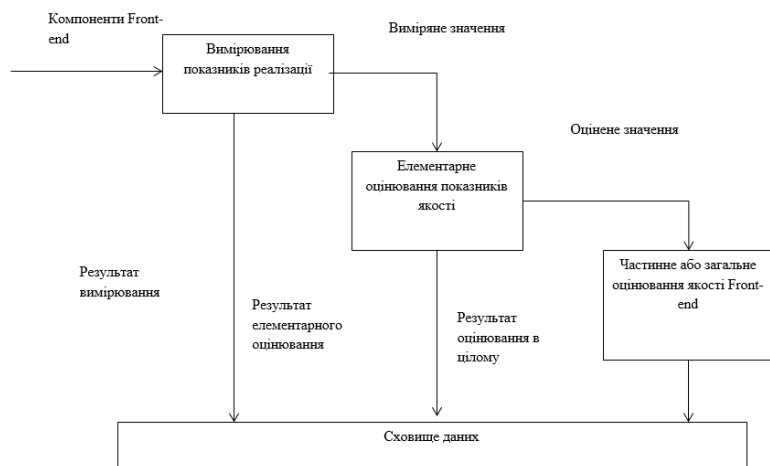 Компоненти Front-
end
Вимірювання
показників реалізації
Виміряне значення
Оцінене значення
Елементарне
оцінювання показників
якості
Частинне або загальне
оцінювання якості Front-
end
Результат
вимірювання
Результат
елементарного
оцінювання
Результат
оцінювання в
цілому
Сховище даних